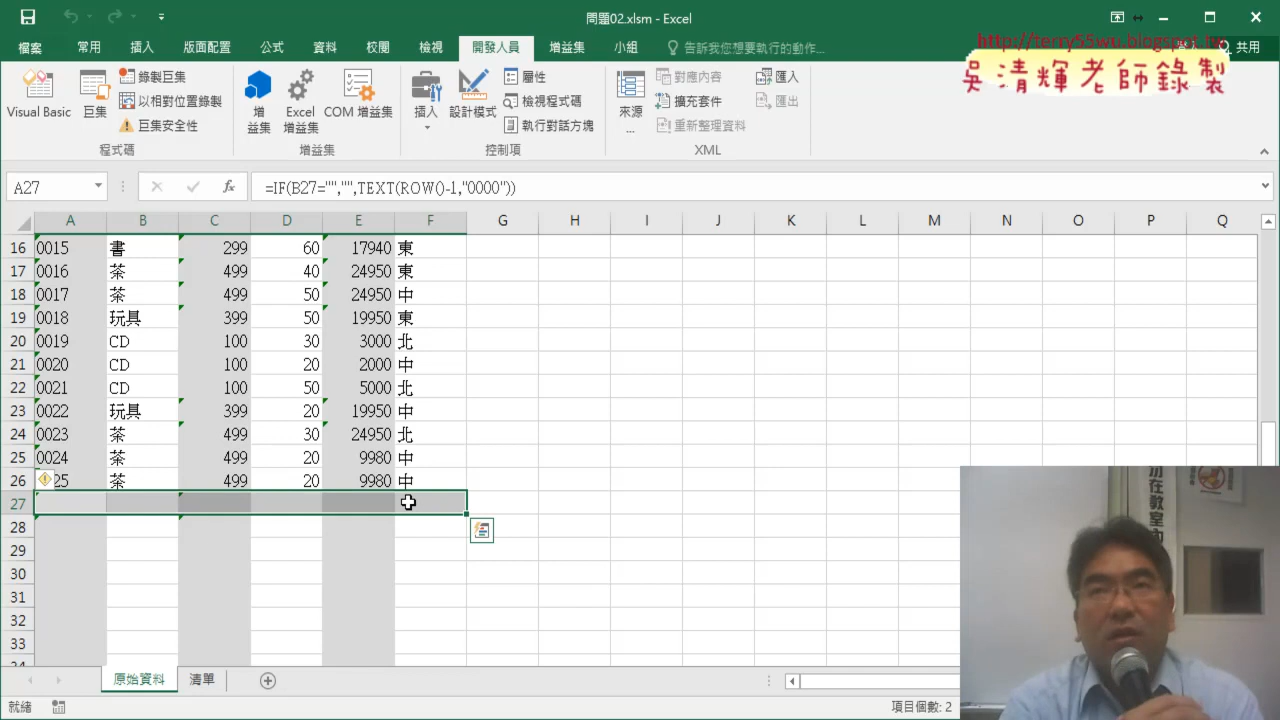 問題02.xlsm - Excel
檔案 常用 插入 版面配置 公式 資料 校閱 檢視 開發人員 增益集 小組 告訴我您想要執行的動作... 共用
http://terry55wu.blogspot.tw
吳清輝老師錄製
Visual Basic 巨集 錄製巨集 以相對位置錄製 巨集安全性 增益集 Excel 增益集 COM 增益集 插入 設計模式 屬性 檢視程式碼 執行對話方塊 來源... 對應內容 擴充套件 重新整理資料 匯入 匯出
程式碼 增益集 控制項 XML
A27 fx =IF(B27="","",TEXT(ROW()-1,"0000"))
A B C D E F G H I J K L M N O P Q
16 0015 書 299 60 17940 東
17 0016 茶 499 40 24950 東
18 0017 茶 499 50 24950 中
19 0018 玩具 399 50 19950 東
20 0019 CD 100 30 3000 北
21 0020 CD 100 20 2000 中
22 0021 CD 100 50 5000 北
23 0022 玩具 399 20 19950 中
24 0023 茶 499 30 24950 北
25 0024 茶 499 20 9980 中
26 25 茶 499 20 9980 中
27
28
29
30
31
32
33
原始資料 清單
就緒 項目個數: 2
別在教室內